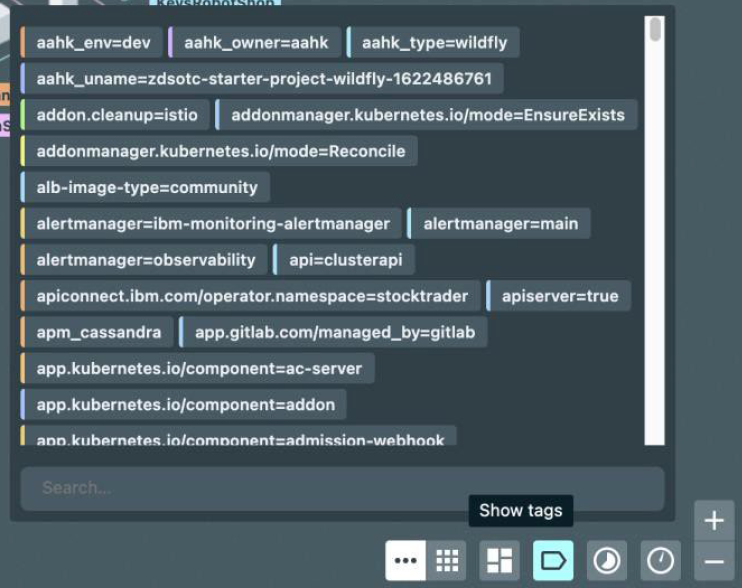 KeysRobotShop
aahk_env=dev aahk_owner=aahk aahk_type=wildfly
aahk_uname=zdsotc-starter-project-wildfly-1622486761
addon.cleanup=istio addonmanager.kubernetes.io/mode=EnsureExists
addonmanager.kubernetes.io/mode=Reconcile
alb-image-type=community
alertmanager=ibm-monitoring-alertmanager alertmanager=main
alertmanager=observability api=clusterapi
apiconnect.ibm.com/operator.namespace=stocktrader apiserver=true
apm_cassandra app.gitlab.com/managed_by=gitlab
app.kubernetes.io/component=ac-server
app.kubernetes.io/component=addon
app.kubernetes.io/component=admission-webhook
Search...
Show tags